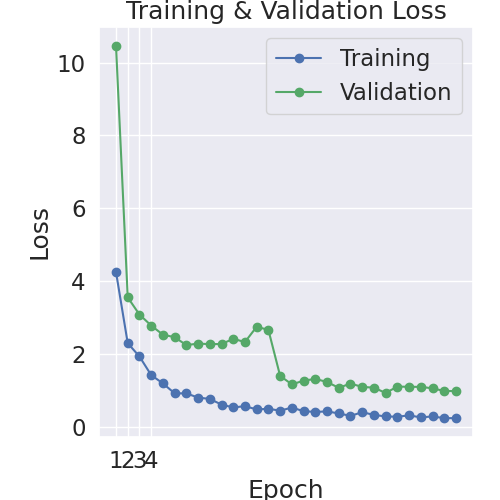 Training & Validation Loss
Training
Validation
10
8
6
4
2
0
Loss
1234
Epoch